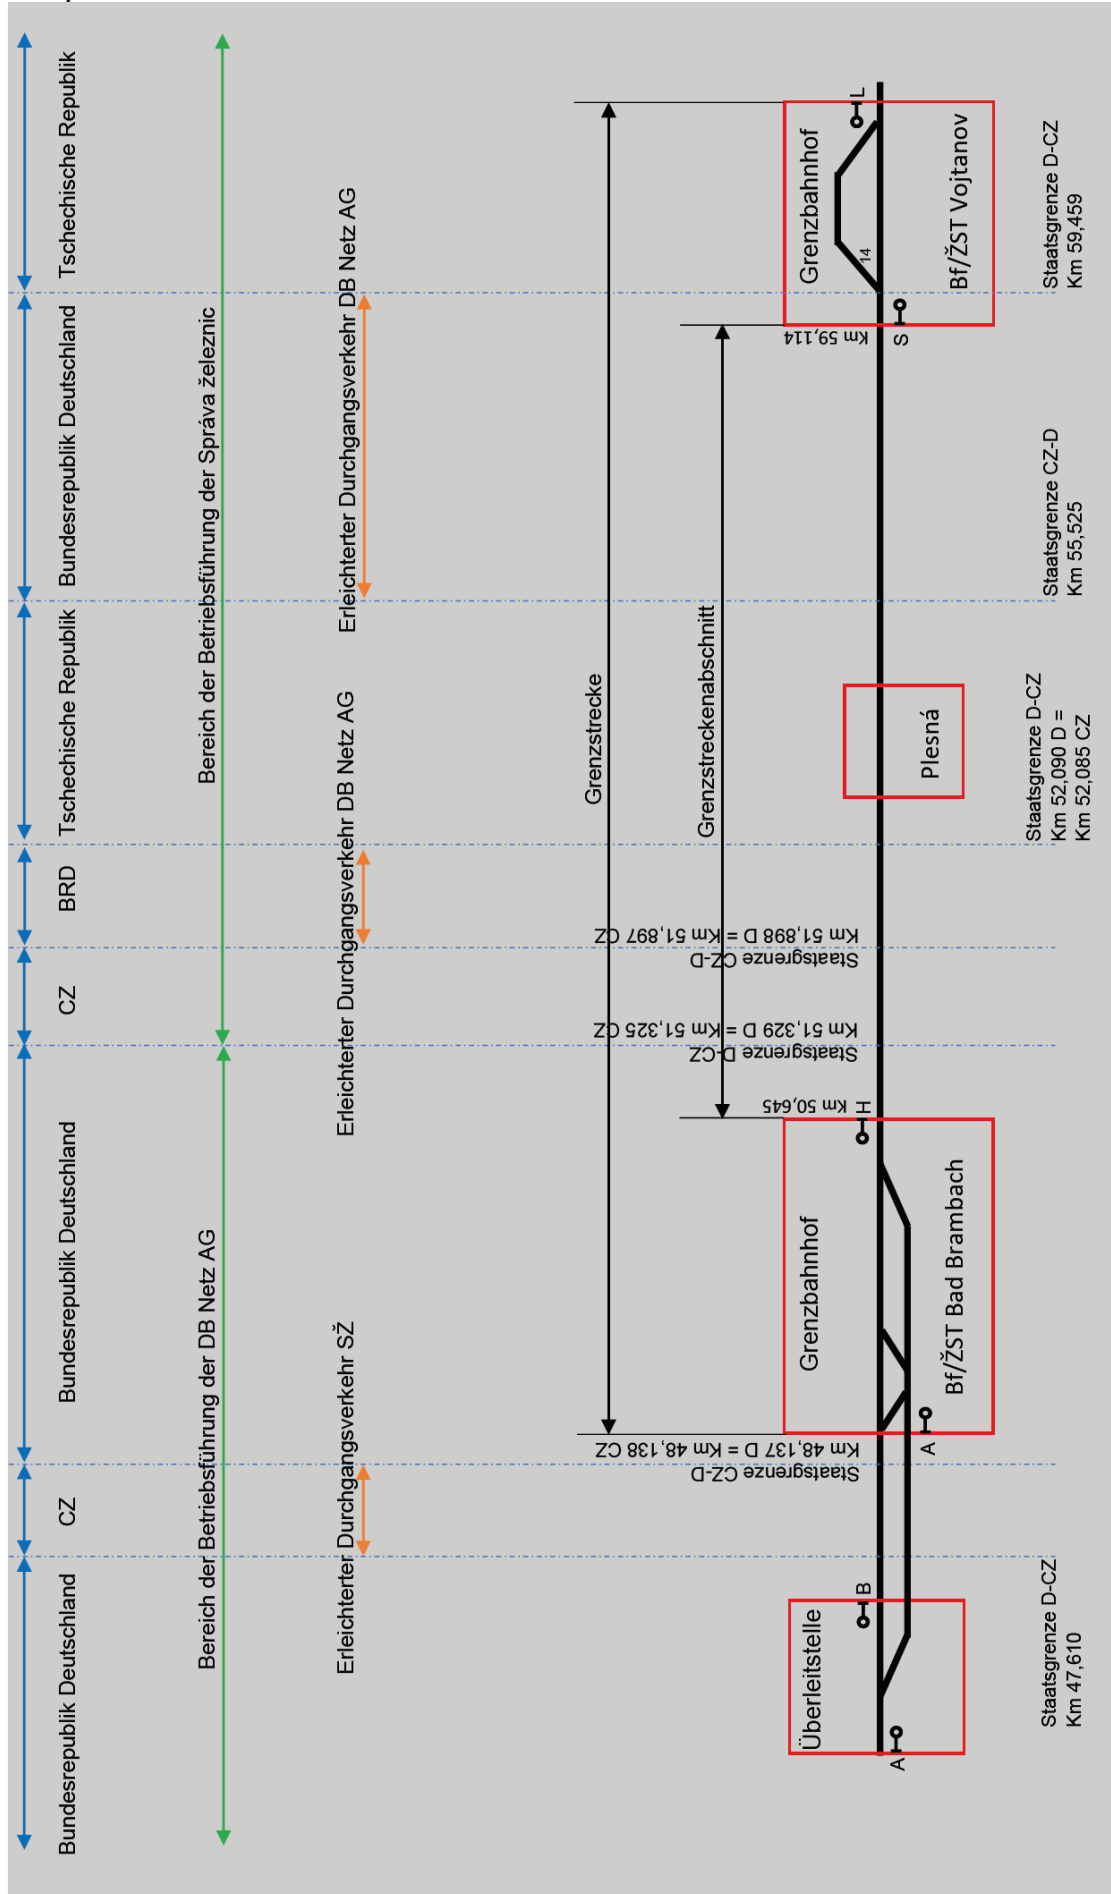 Bundesrepublik Deutschland
CZ
Bundesrepublik Deutschland
CZ
BRD
Tschechische Republik
Bundesrepublik Deutschland
Tschechische Republik
Bereich der Betriebsführung der DB Netz AG
Bereich der Betriebsführung der Správa železnic
Erleichterter Durchgangsverkehr SŽ
Erleichterter Durchgangsverkehr DB Netz AG
Erleichterter Durchgangsverkehr DB Netz AG
Grenzstrecke
Grenzstreckenabschnitt
Staatsgrenze CZ-D
Km 48,137 D = Km 48,138 CZ
Staatsgrenze D-CZ
Km 51,329 D = Km 51,325 CZ
Staatsgrenze CZ-D
Km 51,898 D = Km 51,897 CZ
Km 50,645
Km 59,114
Überleitstelle
B
A
Grenzbahnhof
H
A
Bf/ŽST Bad Brambach
Plesná
Grenzbahnhof
L
14
S
Bf/ŽST Vojtanov
Staatsgrenze D-CZ
Km 47,610
Staatsgrenze D-CZ
Km 52,090 D =
Km 52,085 CZ
Staatsgrenze CZ-D
Km 55,525
Staatsgrenze D-CZ
Km 59,459